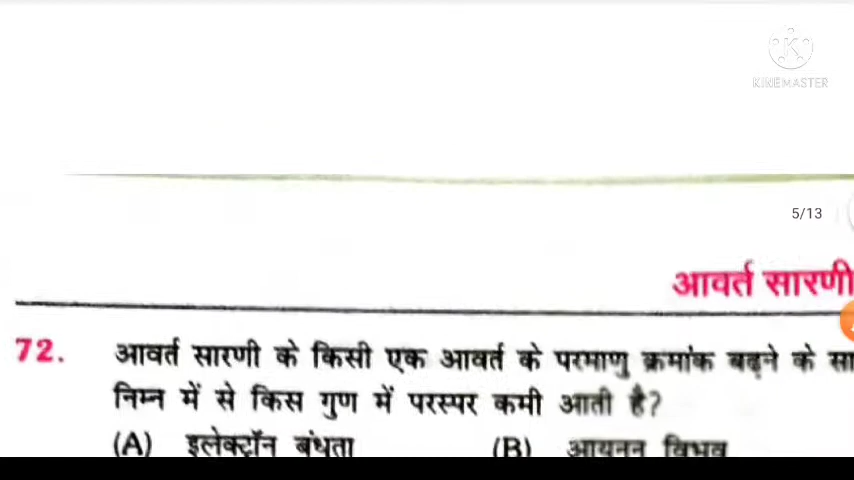 KINEMASTER
5/13
आवर्त सारणी
72. आवर्त सारणी के किसी एक आवर्त के परमाणु क्रमांक बढ़ने के सा
निम्न में से किस गुण में परस्पर कमी आती है?
(A) इलेक्ट्रॉन बंधता (B) आयनन विभव